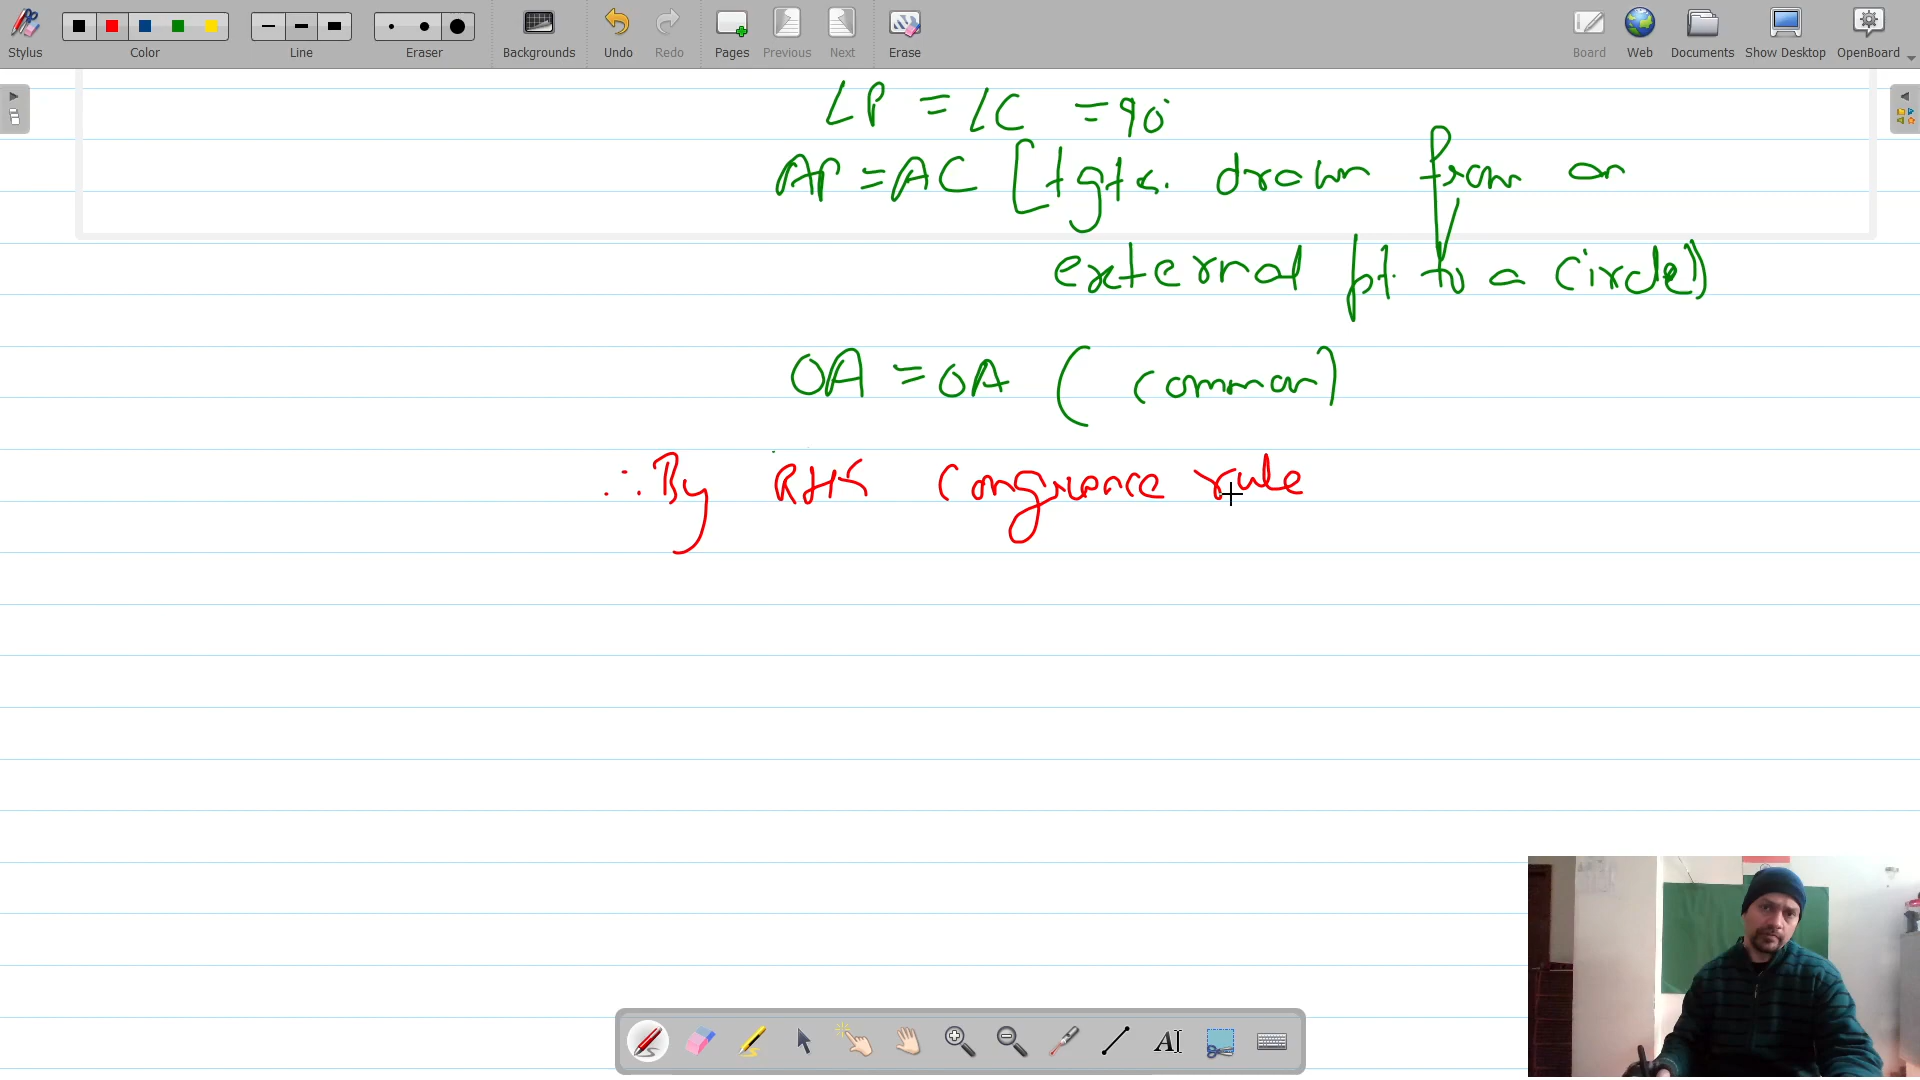 Stylus Color Line Eraser Backgrounds Undo Redo Pages Previous Next Erase Board Web Documents Show Desktop OpenBoard
∠P = ∠C = 90°
AP = AC [tgts. drawn from an
external pt. to a circle)
OA = OA (common)
∴ By RHS Congruence rule